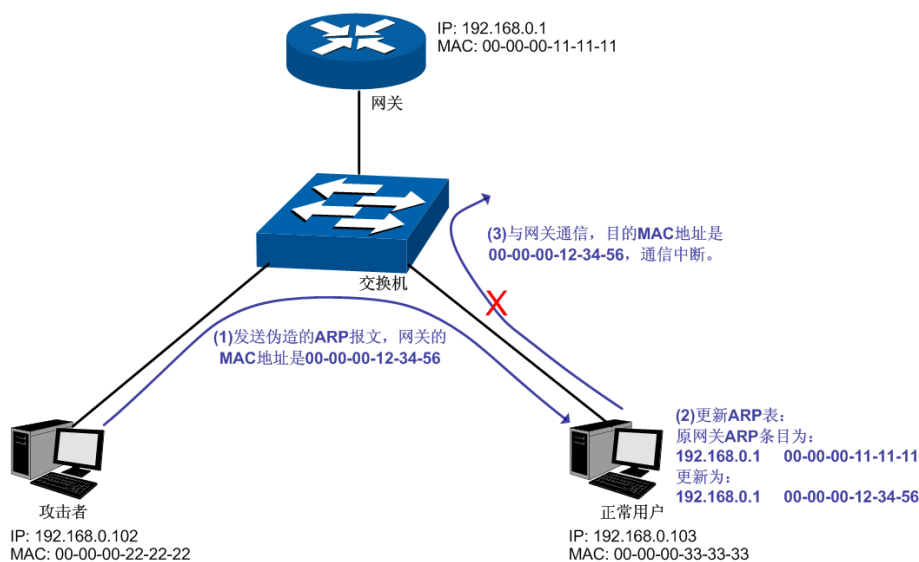 IP: 192.168.0.1
MAC: 00-00-00-11-11-11
网关
(3)与网关通信，目的MAC地址是
00-00-00-12-34-56，通信中断。
交换机
X
(1)发送伪造的ARP报文，网关的
MAC地址是00-00-00-12-34-56
(2)更新ARP表：
原网关ARP条目为：
192.168.0.1 00-00-00-11-11-11
更新为：
192.168.0.1 00-00-00-12-34-56
攻击者
IP: 192.168.0.102
MAC: 00-00-00-22-22-22
正常用户
IP: 192.168.0.103
MAC: 00-00-00-33-33-33